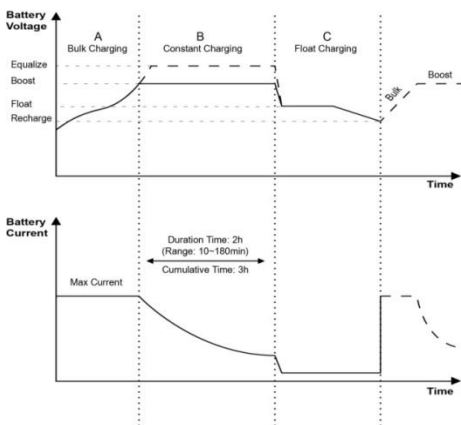 Battery
Voltage
A
Bulk Charging
B
Constant Charging
C
Float Charging
Equalize
Boost
Float
Recharge
Bulk
Boost
Time
Battery
Current
Max Current
Duration Time: 2h
(Range: 10~180min)
Cumulative Time: 3h
Time